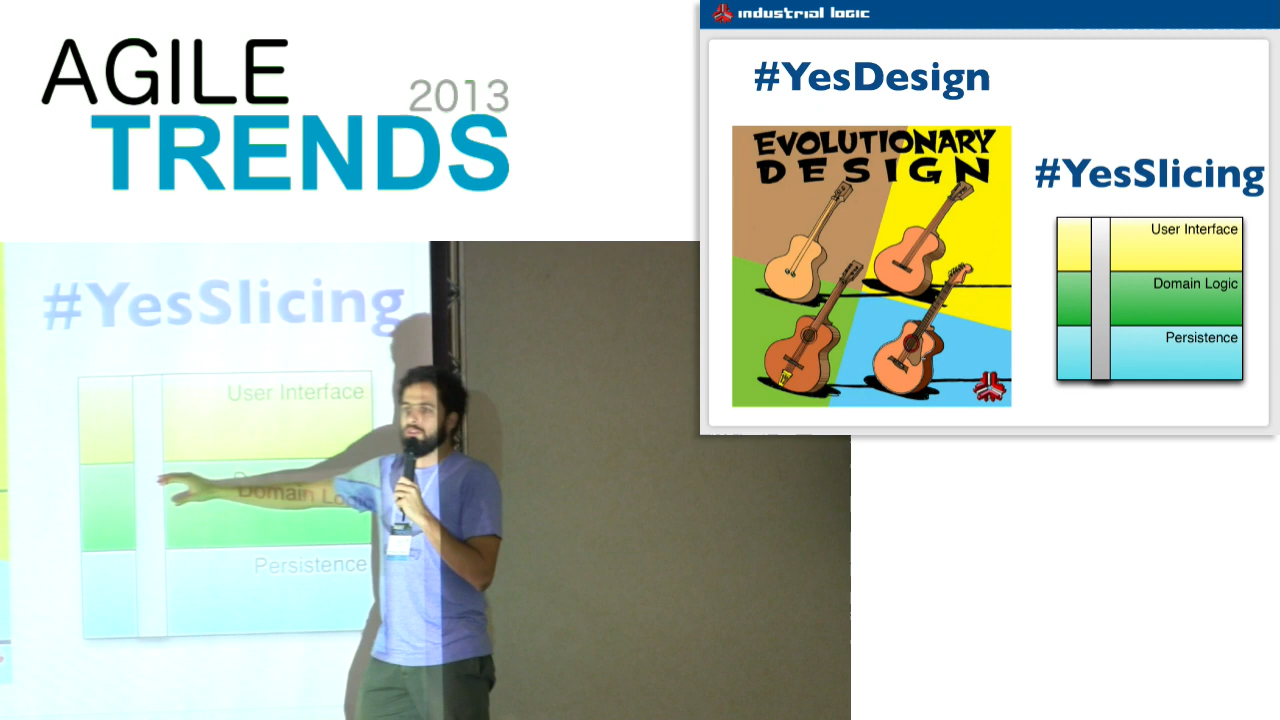 AGILE
2013
TRENDS
industrial logic
#YesDesign
EVOLUTIONARY
DESIGN
#YesSlicing
User Interface
Domain Logic
Persistence
#YesSlicing
User Interface
Domain Logic
Persistence